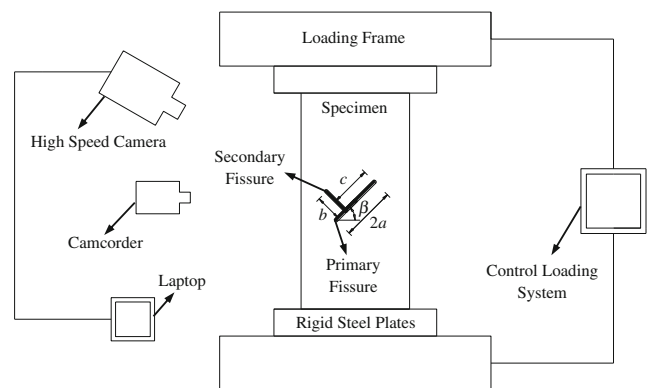 Loading Frame
Specimen
High Speed Camera
Secondary
Fissure
c
b
β
2a
Camcorder
Primary
Fissure
Laptop
Control Loading
System
Rigid Steel Plates